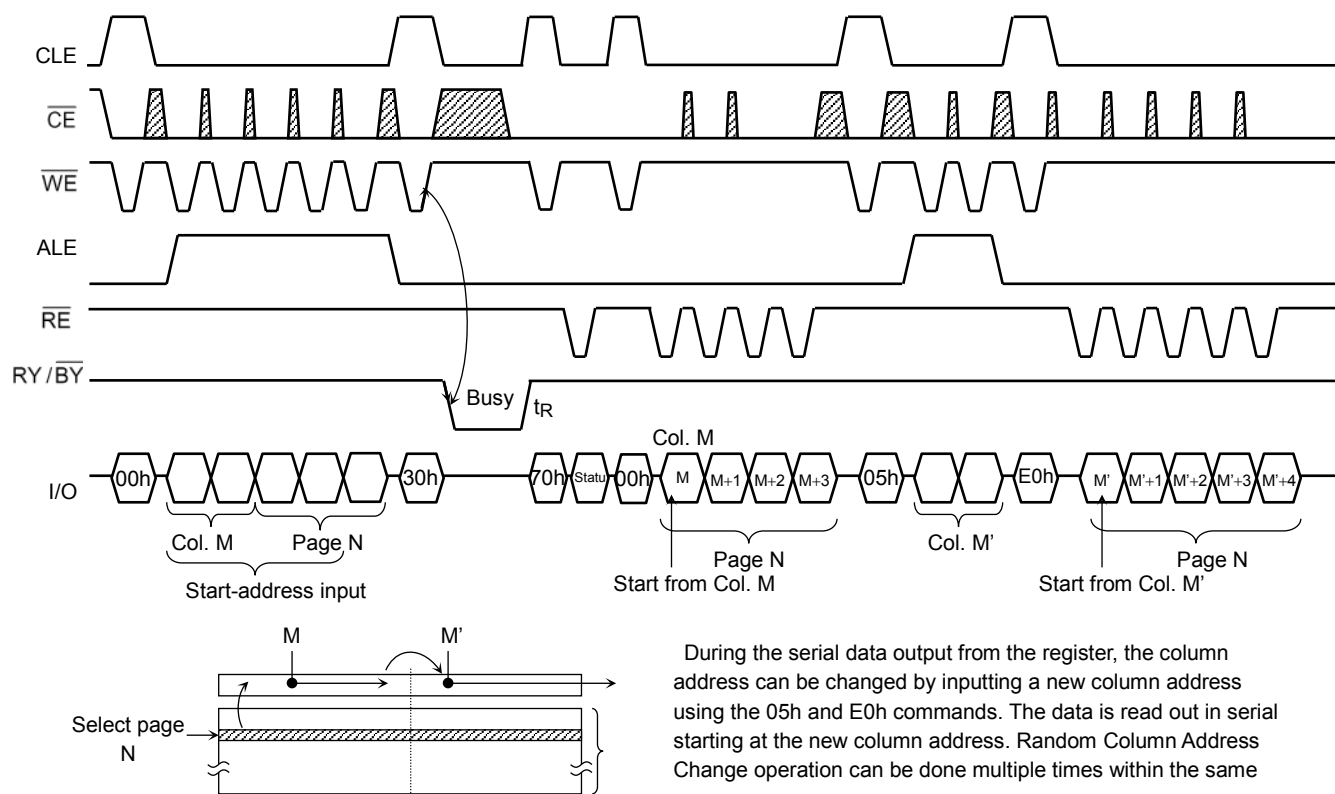 CLE
CE
WE
ALE
RE
RY / BY
Busy
tR
Col. M
I/O
00h
30h
70h
Statu
00h
M
M+1
M+2
M+3
05h
E0h
M'
M'+1
M'+2
M'+3
M'+4
Col. M
Page N
Start-address input
Page N
Start from Col. M
Col. M'
Page N
Start from Col. M'
M
M'
Select page
N
During the serial data output from the register, the column
address can be changed by inputting a new column address
using the 05h and E0h commands. The data is read out in serial
starting at the new column address. Random Column Address
Change operation can be done multiple times within the same